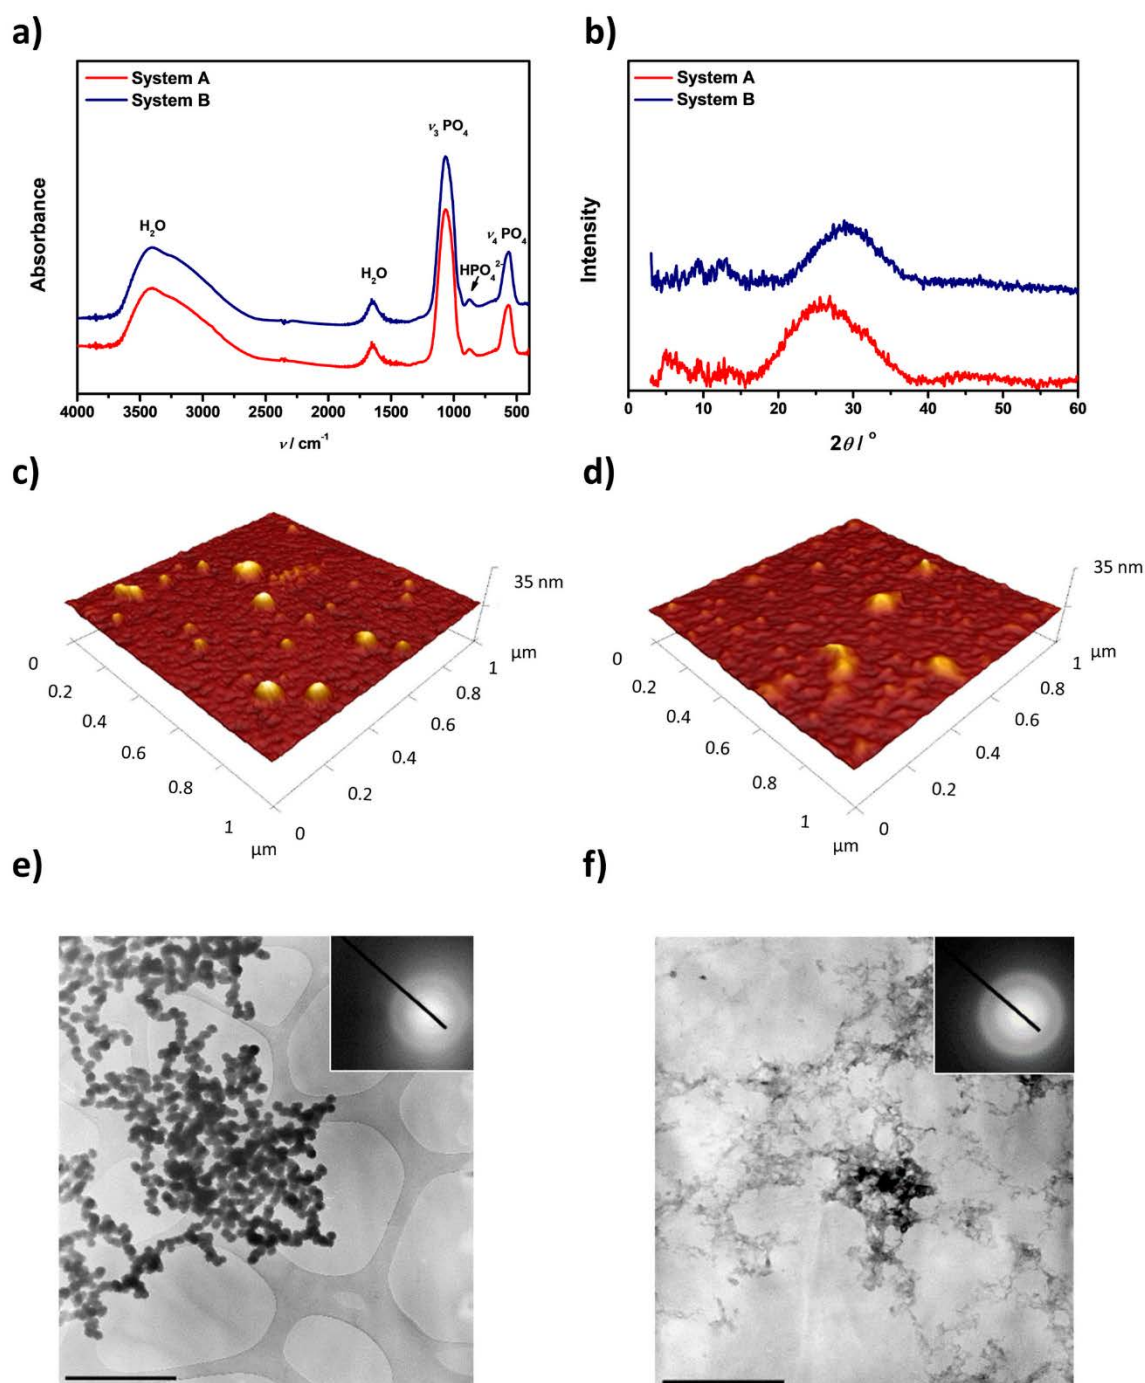 a)
System A
System B
H₂O
H₂O
ν₃ PO₄
HPO₄²⁻
ν₄ PO₄
Absorbance
4000 3500 3000 2500 2000 1500 1000 500
ν / cm⁻¹
b)
System A
System B
Intensity
0 10 20 30 40 50 60
2θ / °
c)
35 nm
0
0.2
0.4
0.6
0.8
1
μm
0
0.2
0.4
0.6
0.8
1
μm
d)
35 nm
0
0.2
0.4
0.6
0.8
1
μm
0
0.2
0.4
0.6
0.8
1
μm
e)
f)